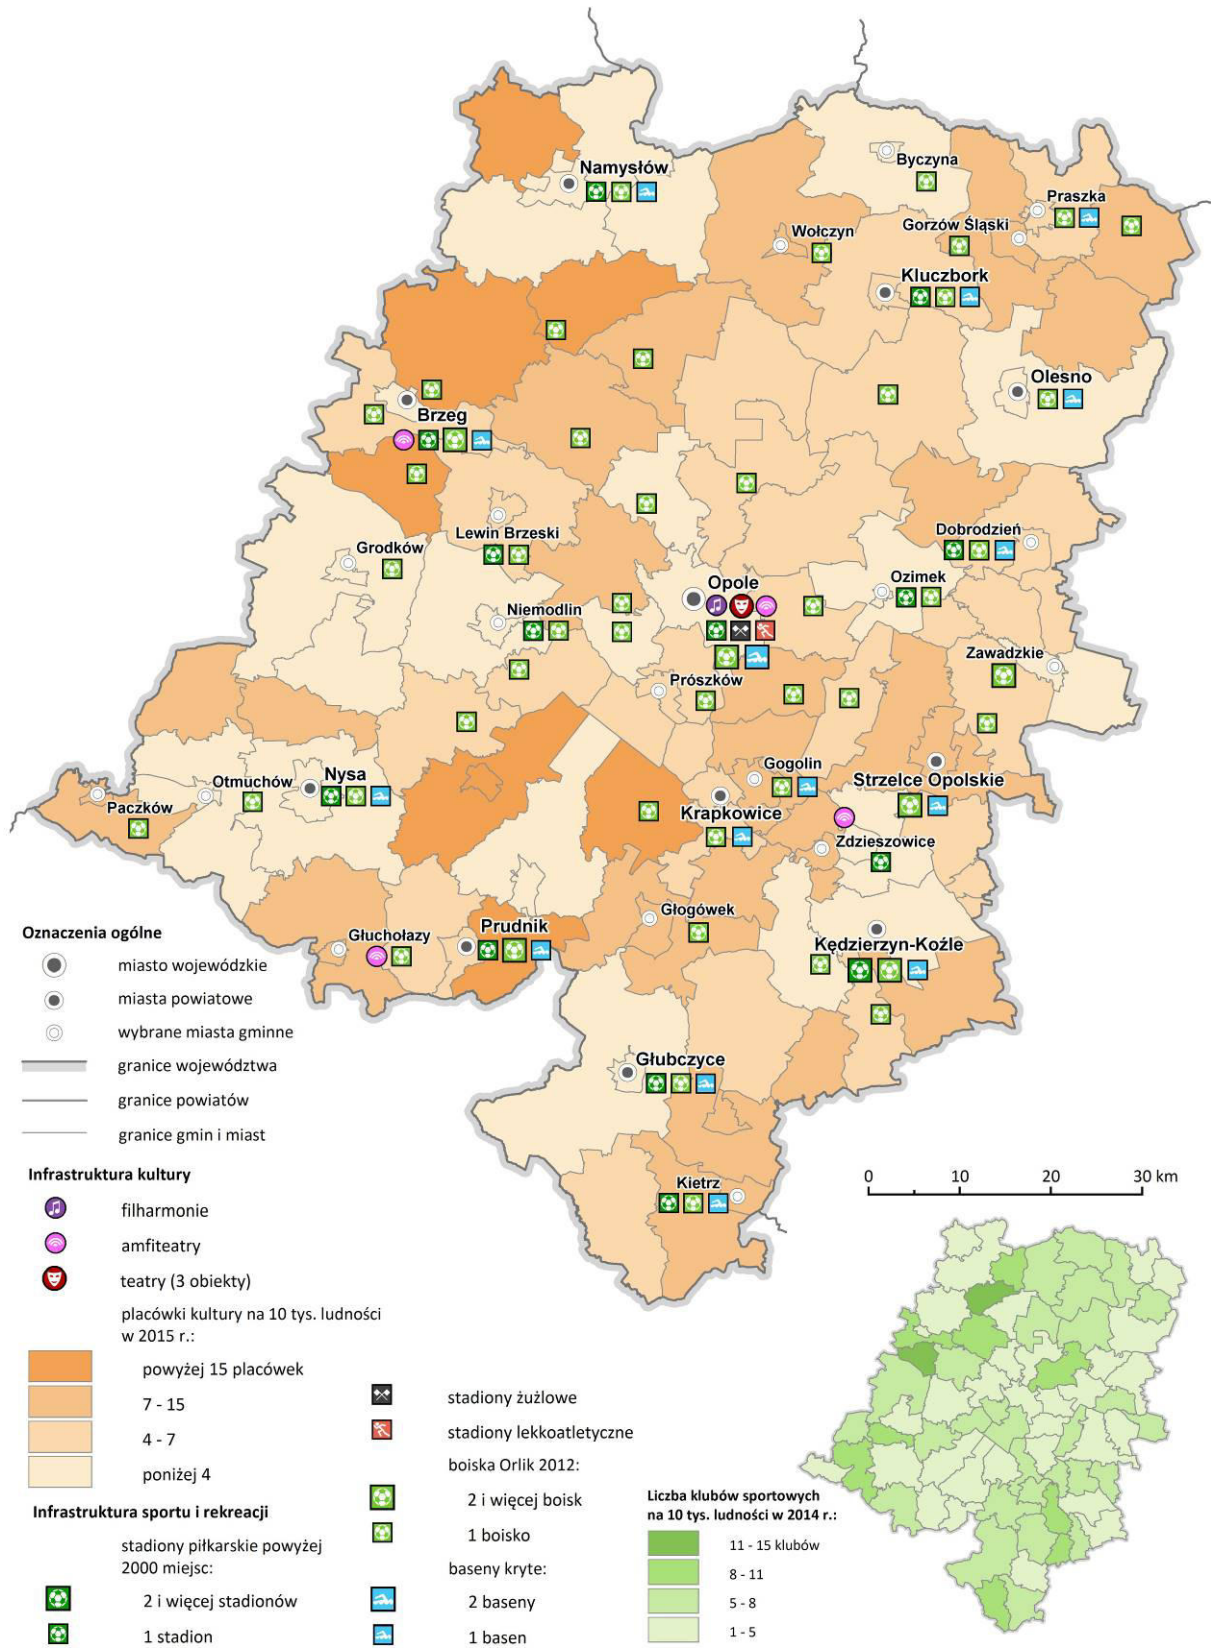 Namysłów
Byczyna
Praszka
Wołczyn
Gorzów Śląski
Kluczbork
Olesno
Brzeg
Lewin Brzeski
Dobrodzień
Grodków
Opole
Ozimek
Niemodlin
Zawadzkie
Prószków
Gogolin
Strzelce Opolskie
Otmuchów
Nysa
Paczków
Krapkowice
Zdzieszowice
Głogówek
Prudnik
Głuchołazy
Kędzierzyn-Koźle
Głubczyce
Kietrz
Oznaczenia ogólne
miasto wojewódzkie
miasta powiatowe
wybrane miasta gminne
granice województwa
granice powiatów
granice gmin i miast
Infrastruktura kultury
filharmonie
amfiteatry
teatry (3 obiekty)
placówki kultury na 10 tys. ludności
w 2015 r.:
powyżej 15 placówek
7 - 15
4 - 7
poniżej 4
Infrastruktura sportu i rekreacji
stadiony piłkarskie powyżej
2000 miejsc:
2 i więcej stadionów
1 stadion
stadiony żużlowe
stadiony lekkoatletyczne
boiska Orlik 2012:
2 i więcej boisk
1 boisko
baseny kryte:
2 baseny
1 basen
0 10 20 30 km
Liczba klubów sportowych
na 10 tys. ludności w 2014 r.:
11 - 15 klubów
8 - 11
5 - 8
1 - 5